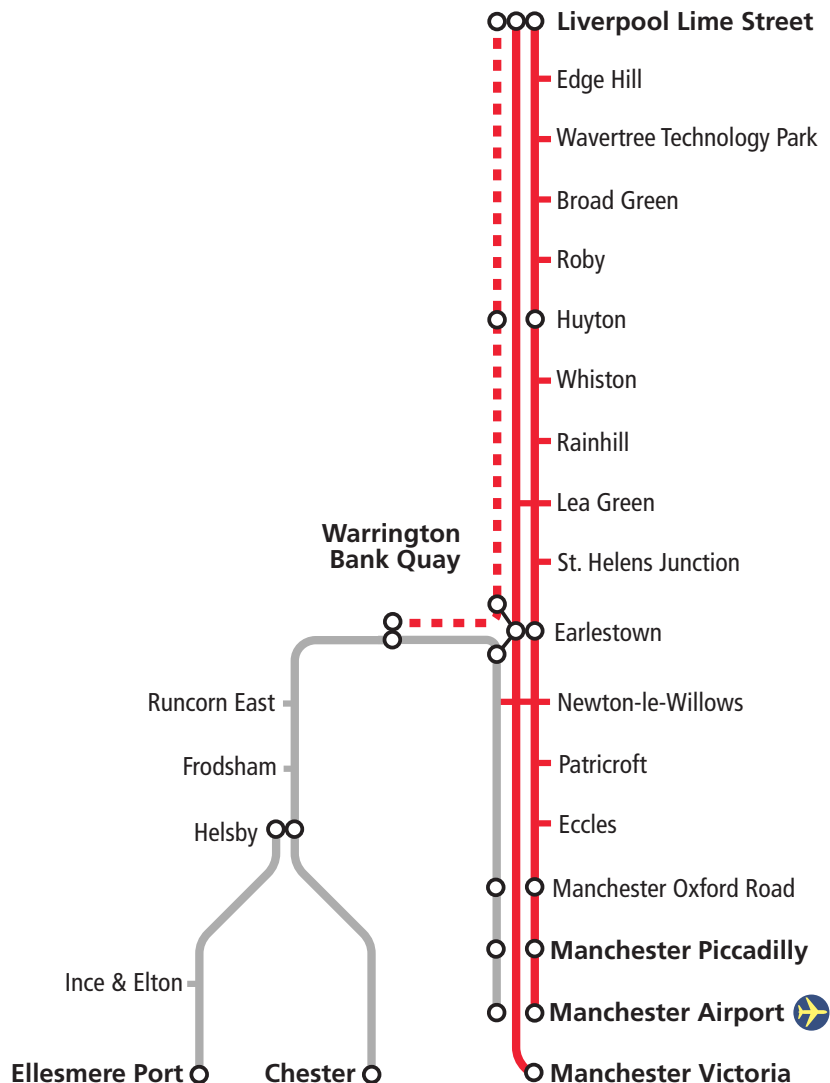 Liverpool Lime Street
Edge Hill
Wavertree Technology Park
Broad Green
Roby
Huyton
Whiston
Rainhill
Lea Green
Warrington
Bank Quay
St. Helens Junction
Earlestown
Runcorn East
Newton-le-Willows
Frodsham
Patricroft
Helsby
Eccles
Manchester Oxford Road
Manchester Piccadilly
Ince & Elton
Manchester Airport
Ellesmere Port
Chester
Manchester Victoria